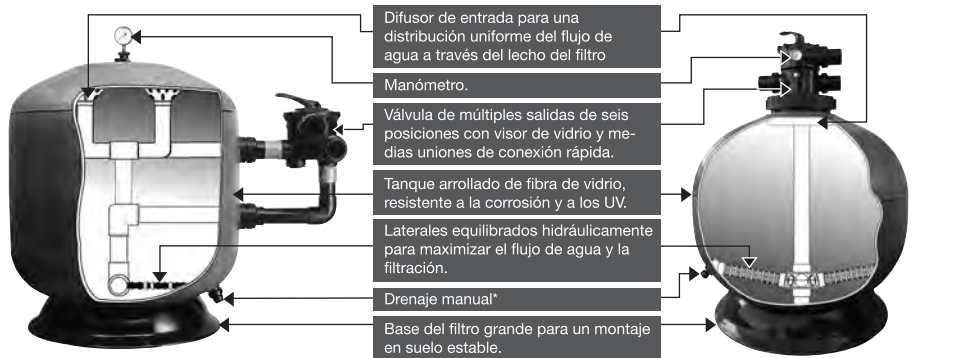 Difusor de entrada para una
distribución uniforme del flujo de
agua a través del lecho del filtro
Manómetro.
Válvula de múltiples salidas de seis
posiciones con visor de vidrio y me-
dias uniones de conexión rápida.
Tanque arrollado de fibra de vidrio,
resistente a la corrosión y a los UV.
Laterales equilibrados hidráulicamente
para maximizar el flujo de agua y la
filtración.
Drenaje manual*
Base del filtro grande para un montaje
en suelo estable.